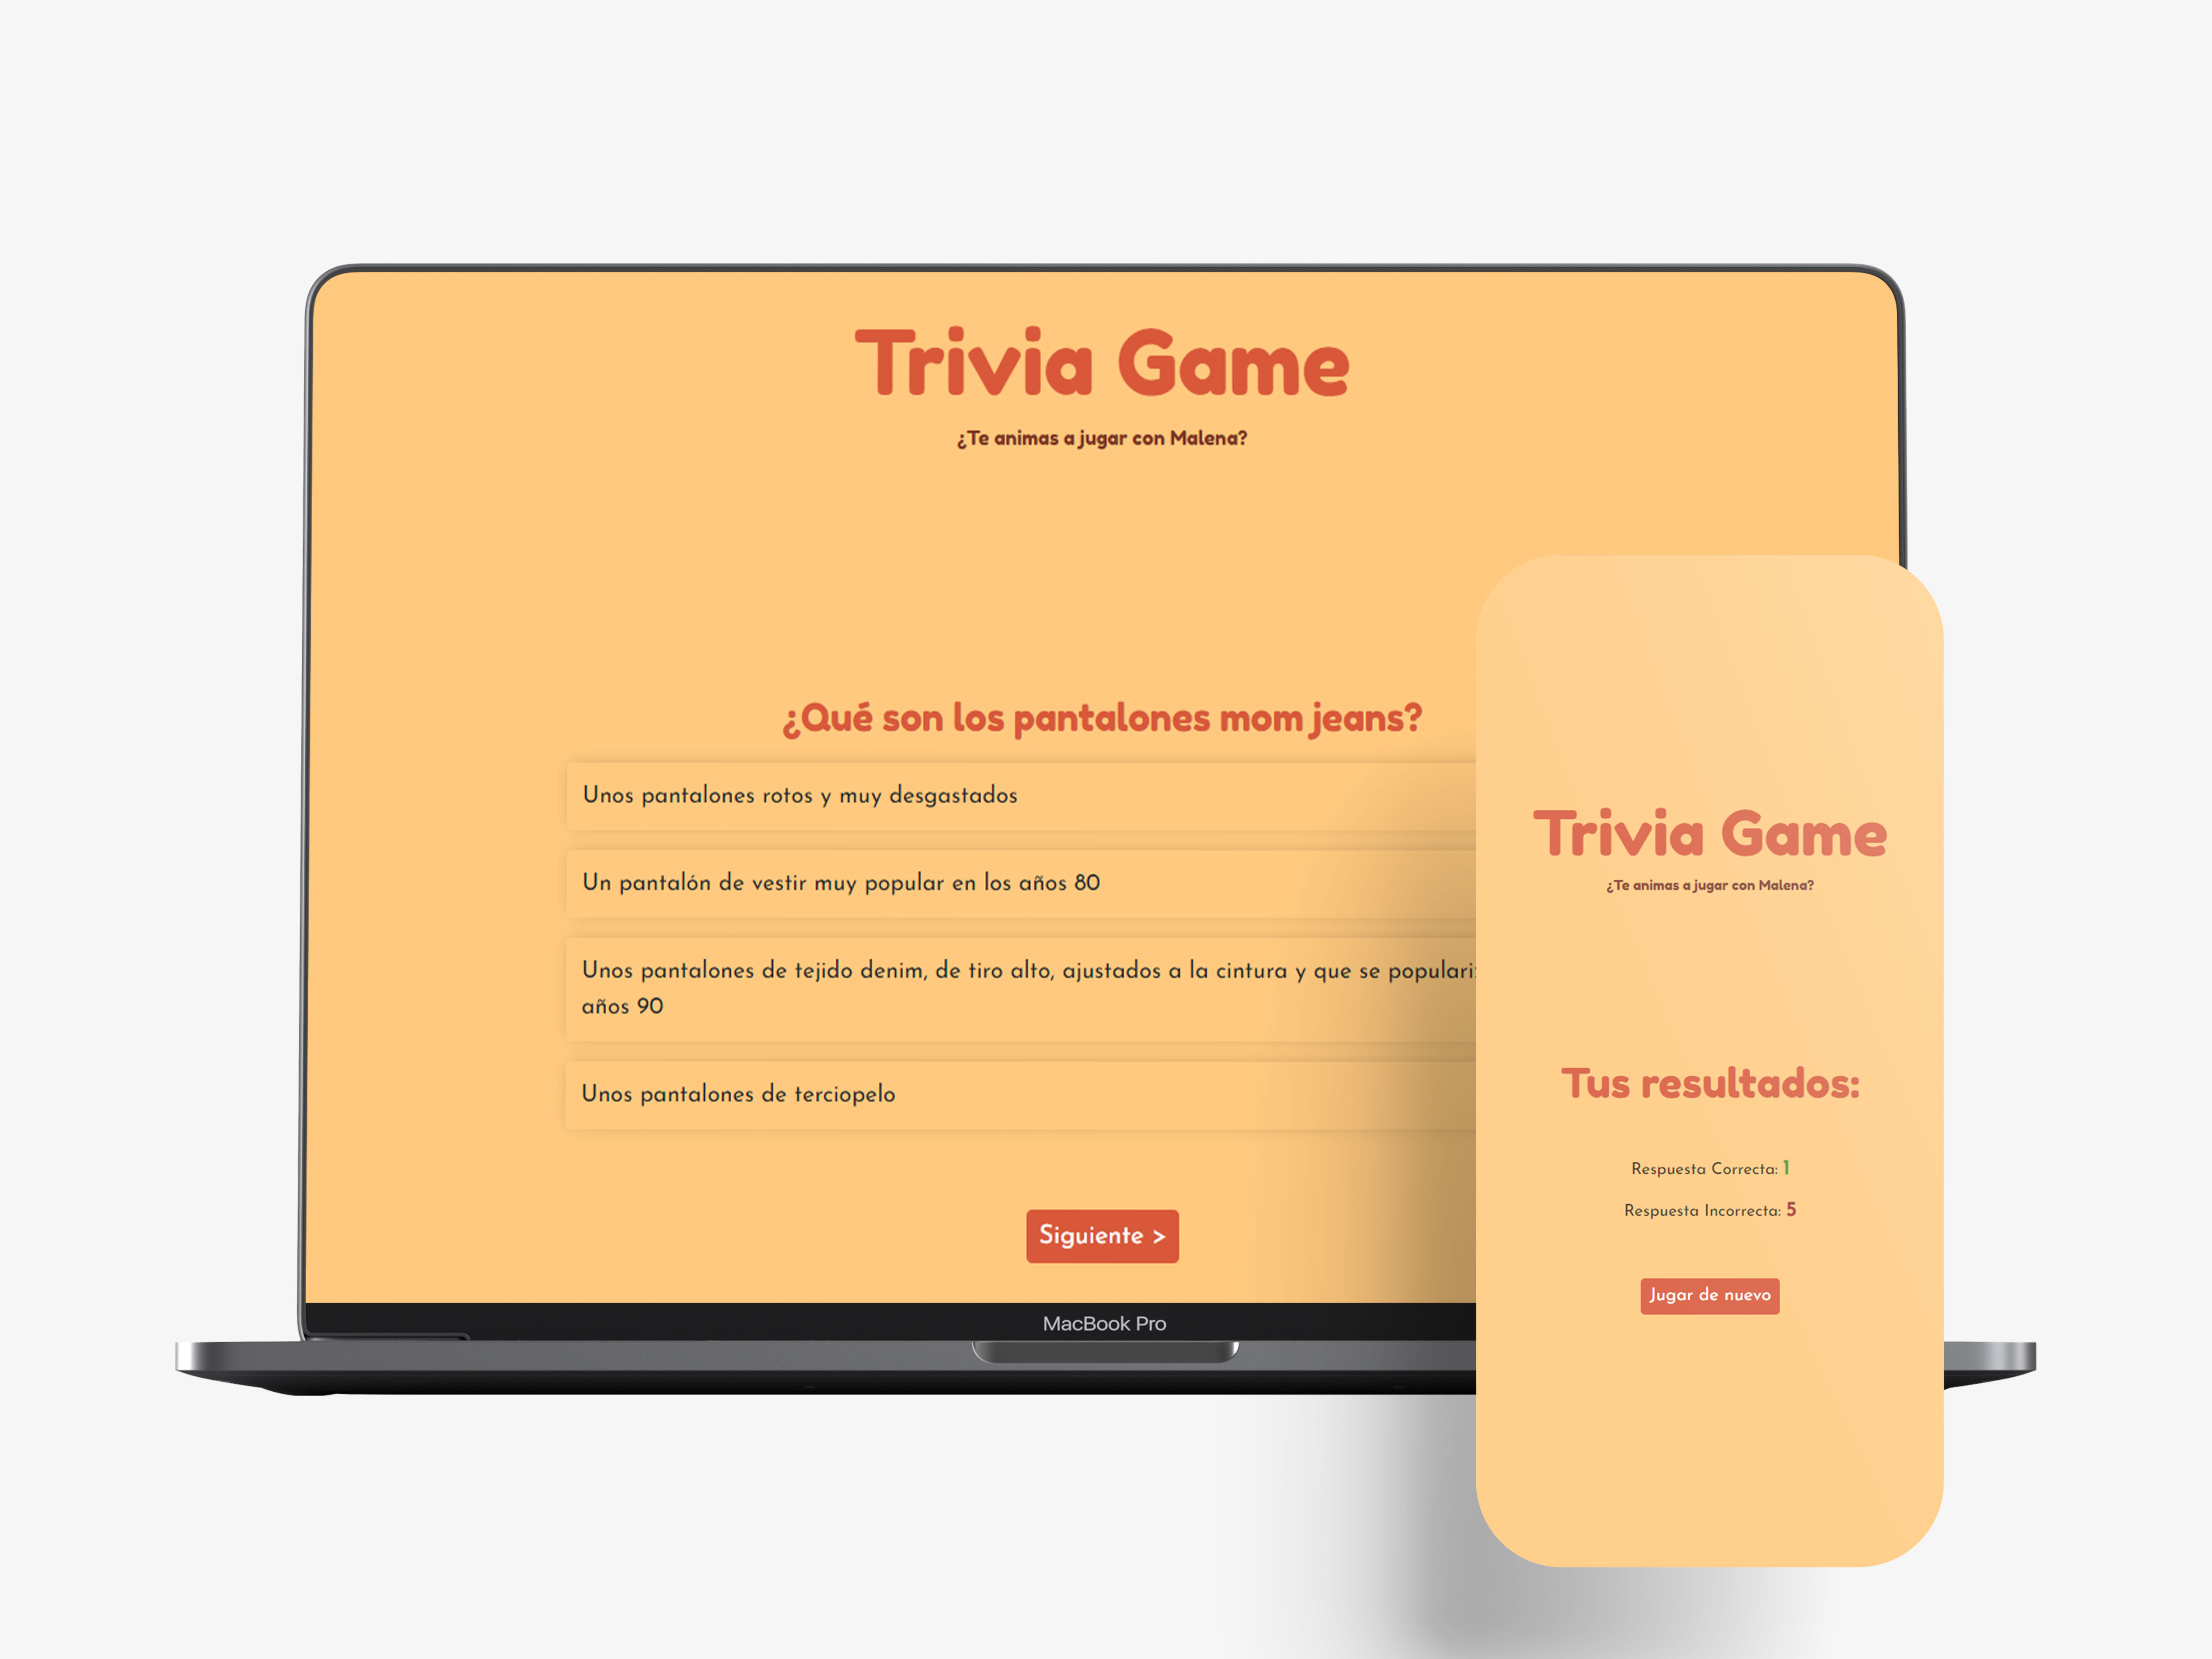 Trivia Game
¿Te animas a jugar con Malena?
¿Qué son los pantalones mom jeans?
Unos pantalones rotos y muy desgastados
Un pantalón de vestir muy popular en los años 80
Unos pantalones de tejido denim, de tiro alto, ajustados a la cintura y que se
años 90
Unos pantalones de terciopelo
Siguiente >
MacBook Pro
Trivia Game
¿Te animas a jugar con Malena?
Tus resultados:
Respuesta Correcta: 1
Respuesta Incorrecta: 5
Jugar de nuevo